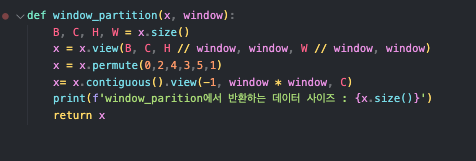 def window_partition(x, window):
B, C, H, W = x.size()
x = x.view(B, C, H // window, window, W // window, window)
x = x.permute(0,2,4,3,5,1)
x= x.contiguous().view(-1, window * window, C)
print(f'window_parition에서 반환하는 데이터 사이즈 : {x.size()}')
return x